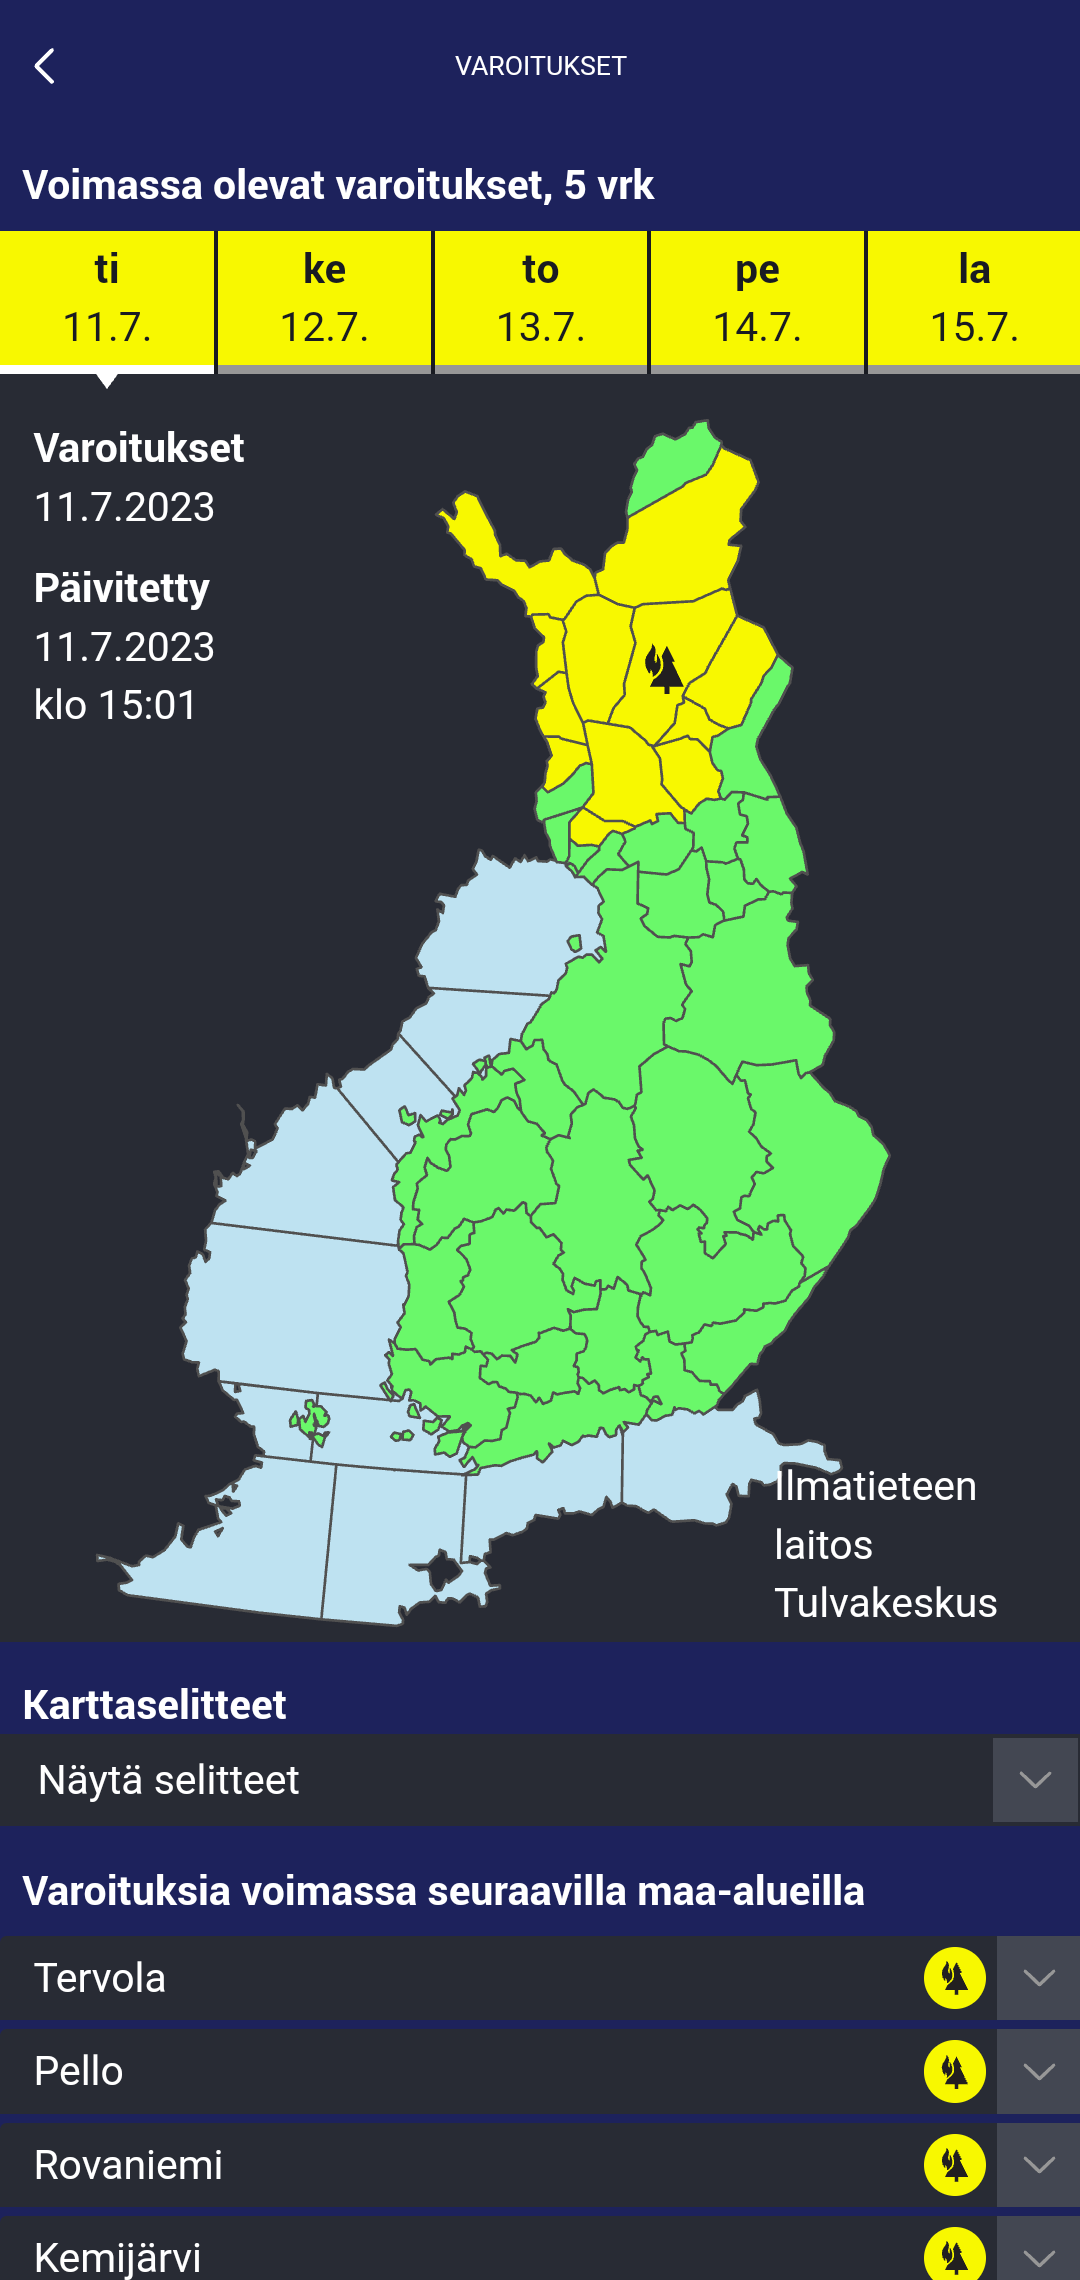 VAROITUKSET
Voimassa olevat varoitukset, 5 vrk
ti ke to pe la
11.7. 12.7. 13.7. 14.7. 15.7.
Varoitukset
11.7.2023
Päivitetty
11.7.2023
klo 15:01
Ilmatieteen
laitos
Tulvakeskus
Karttaselitteet
Näytä selitteet
Varoituksia voimassa seuraavilla maa-alueilla
Tervola
Pello
Rovaniemi
Kemijärvi